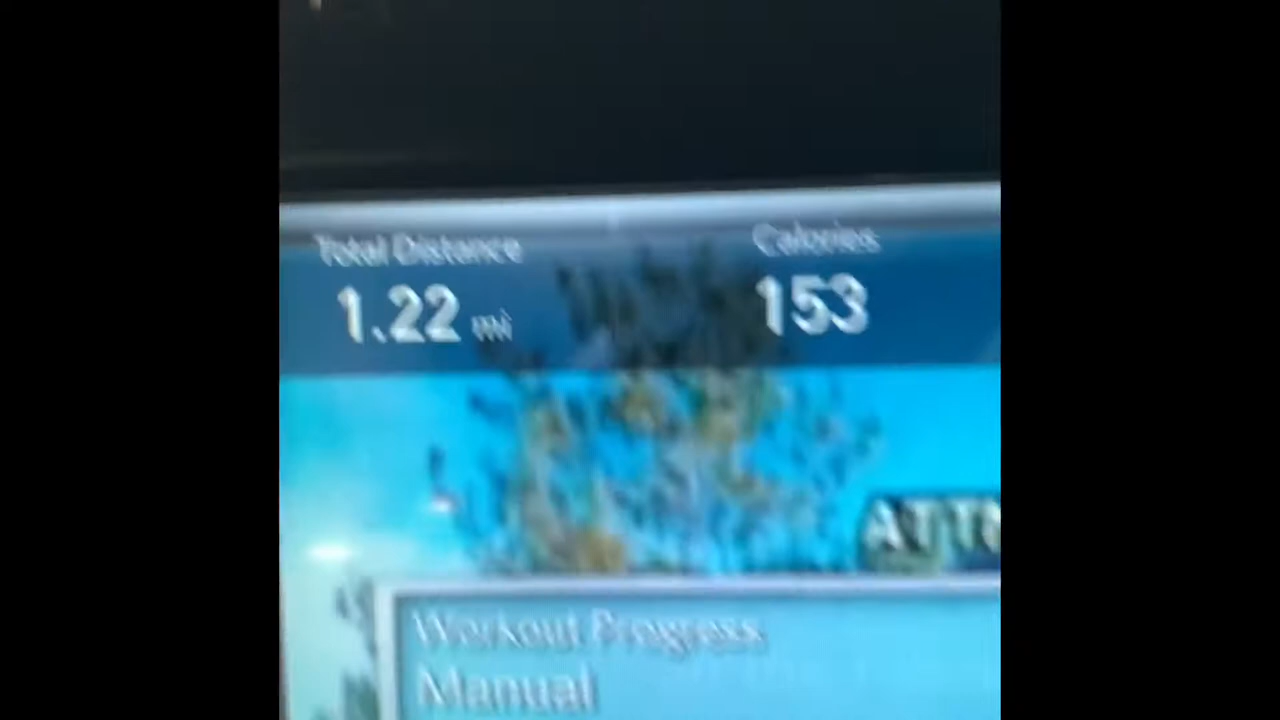 Total Distance
Calories
1.22 mi
153
Workout Progress
Manual